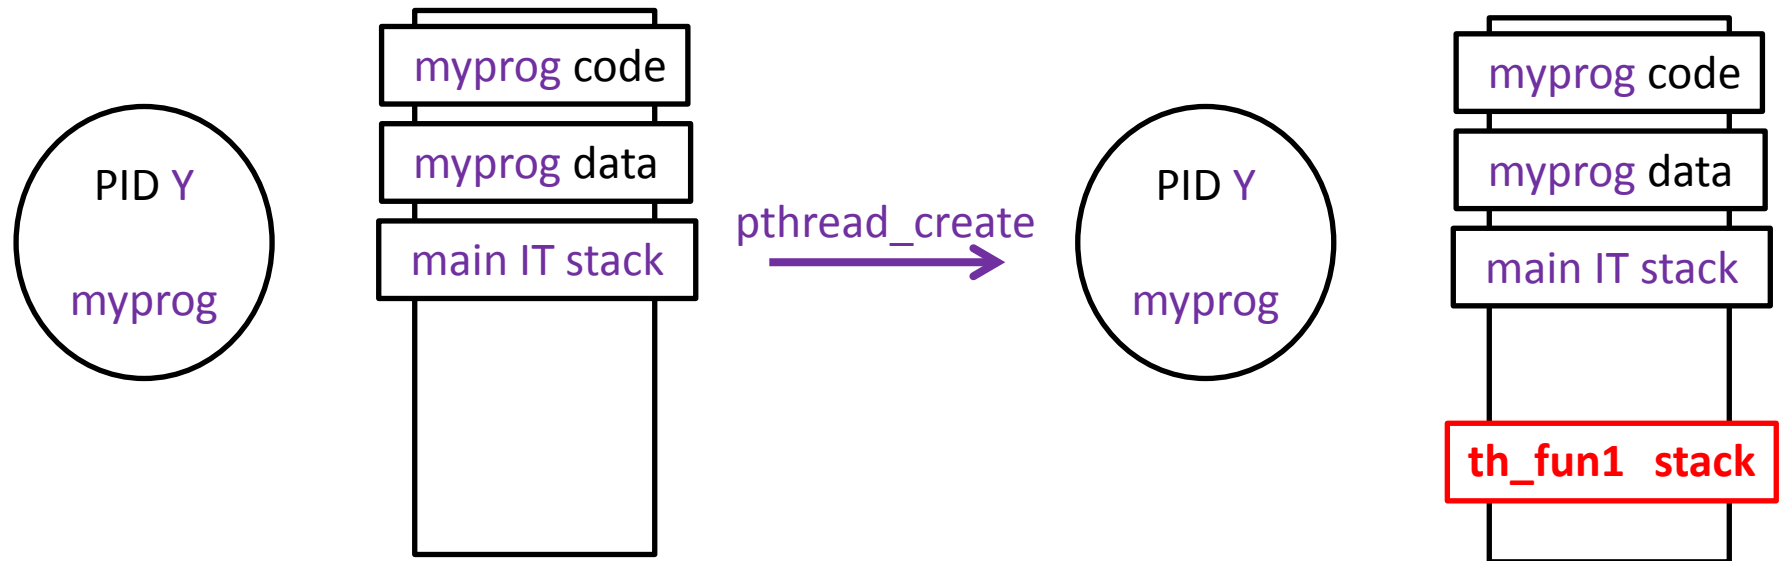 PID Y
myprog
myprog code
myprog data
main IT stack
pthread_create
PID Y
myprog
myprog code
myprog data
main IT stack
th_fun1 stack